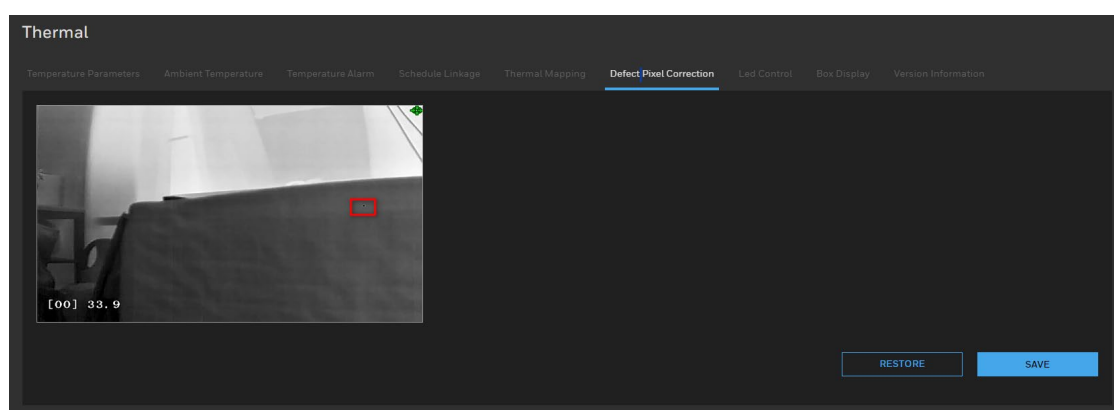 Thermal
Temperature Parameters Ambient Temperature Temperature Alarm Schedule Linkage Thermal Mapping Defect Pixel Correction Led Control Box Display Version Information
[00] 33.9
RESTORE SAVE